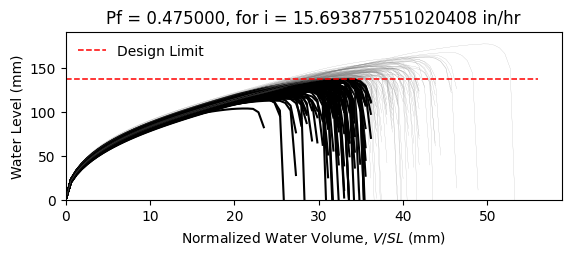 Pf = 0.475000, for i = 15.693877551020408 in/hr
Design Limit
Water Level (mm)
150
100
50
0
0 10 20 30 40 50
Normalized Water Volume, V/SL (mm)